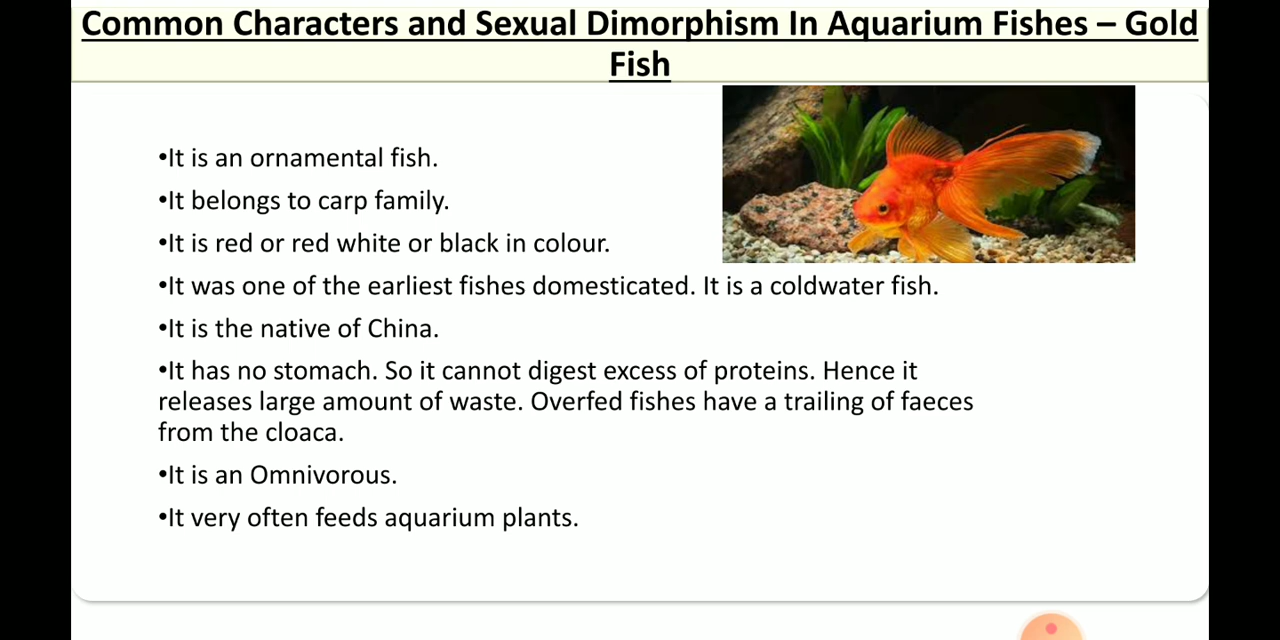 Common Characters and Sexual Dimorphism In Aquarium Fishes – Gold
Fish
•It is an ornamental fish.
•It belongs to carp family.
•It is red or red white or black in colour.
•It was one of the earliest fishes domesticated. It is a coldwater fish.
•It is the native of China.
•It has no stomach. So it cannot digest excess of proteins. Hence it
releases large amount of waste. Overfed fishes have a trailing of faeces
from the cloaca.
•It is an Omnivorous.
•It very often feeds aquarium plants.